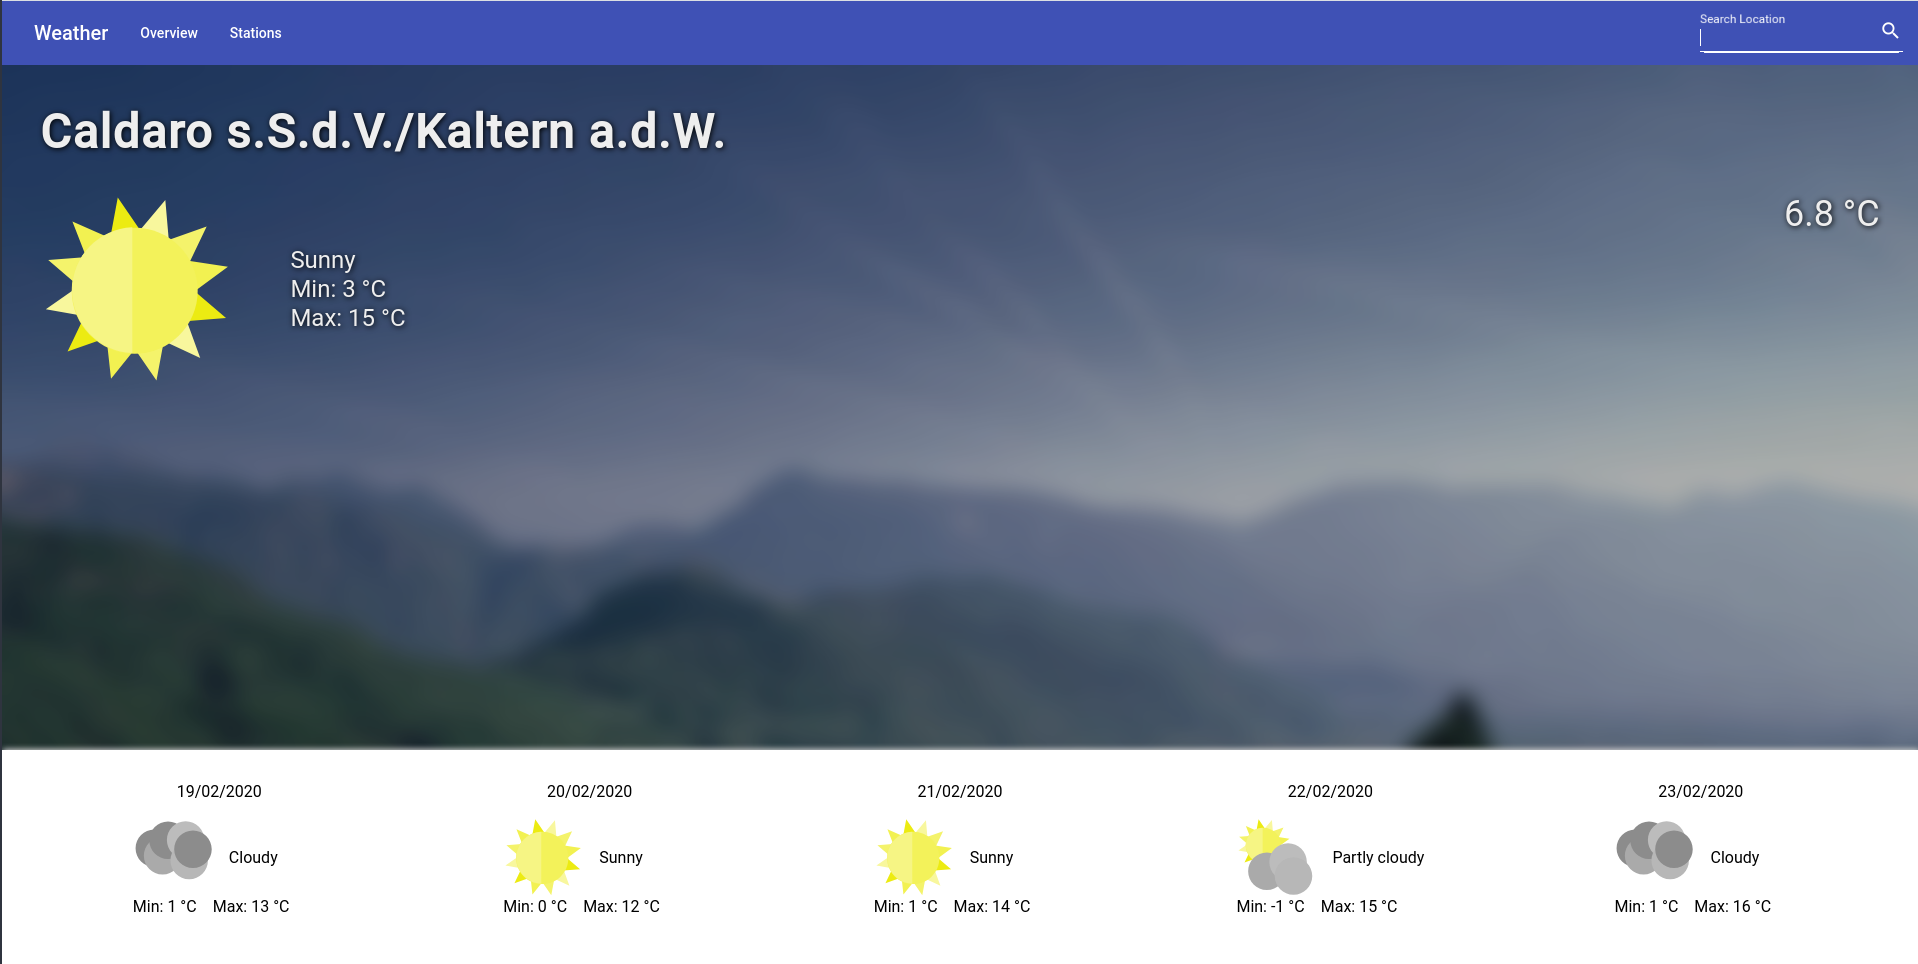 Weather Overview Stations
Search Location
Caldaro s.S.d.V./Kaltern a.d.W.
6.8 °C
Sunny
Min: 3 °C
Max: 15 °C
19/02/2020
Cloudy
Min: 1 °C Max: 13 °C
20/02/2020
Sunny
Min: 0 °C Max: 12 °C
21/02/2020
Sunny
Min: 1 °C Max: 14 °C
22/02/2020
Partly cloudy
Min: -1 °C Max: 15 °C
23/02/2020
Cloudy
Min: 1 °C Max: 16 °C